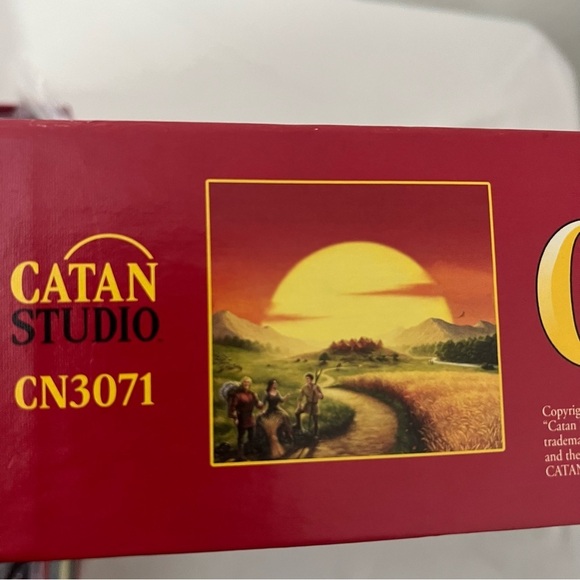 CATAN
STUDIO
CN3071
C
Copyrig
"Catan
tradema
and the
CATAN